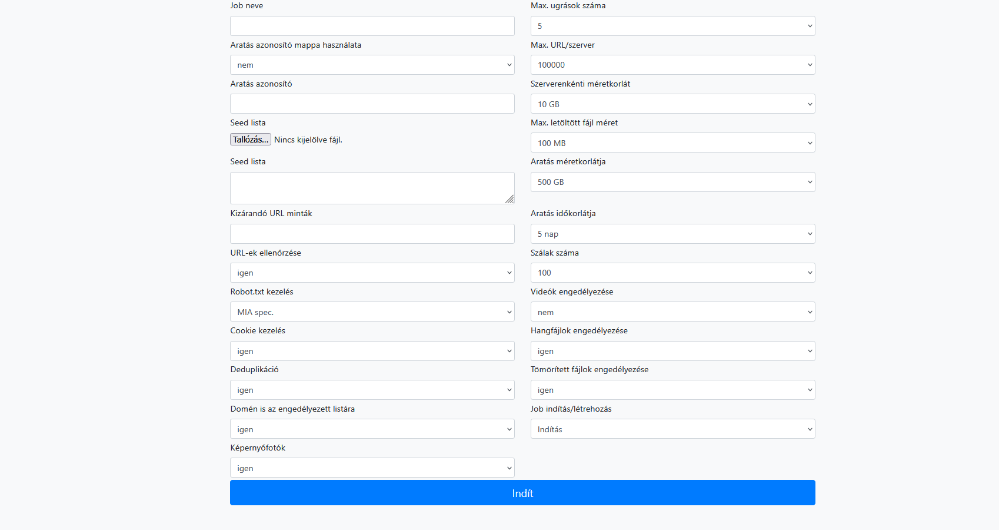 Job neve
Aratás azonosító mappa használata
nem
Aratás azonosító
Seed lista
Tallózás... Nincs kijelölve fájl.
Seed lista
Kizárandó URL minták
URL-ek ellenőrzése
igen
Robot.txt kezelés
MIA spec.
Cookie kezelés
igen
Deduplikáció
igen
Domén is az engedélyezett listára
igen
Képernyőfotók
igen
Max. ugrások száma
5
Max. URL/szerver
100000
Szerverenkénti méretkorlát
10 GB
Max. letöltött fájl méret
100 MB
Aratás méretkorlátja
500 GB
Aratás időkorlátja
5 nap
Szálak száma
100
Videók engedélyezése
nem
Hangfájlok engedélyezése
igen
Tömörített fájlok engedélyezése
igen
Job indítás/létrehozás
Indítás
Indít